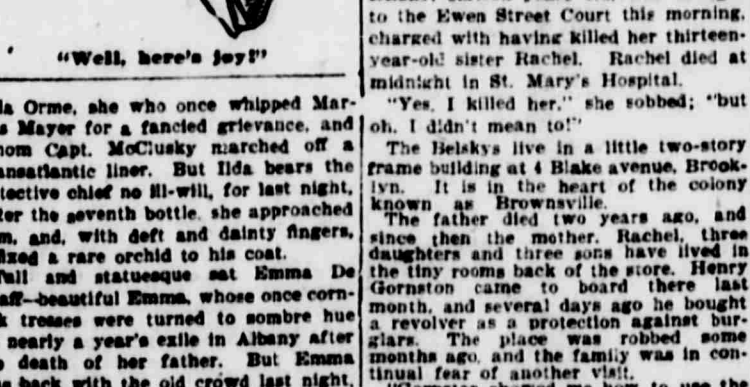 "Well, here's joy!"
Orme, she who once whipped Mar-
Mayer for a fancied grievance, and
Capt. McClusky marched off a
liner. But Ilda bears the
chief no ill-will, for last night,
the seventh bottle, she approached
and, with deft and dainty fingers,
a rare orchid to his coat.
and statuesque sat Emma De
beautiful Emma, whose once corn-
tresses were turned to sombre hue
nearly a year's exile in Albany after
death of her father. But Emma
back with the old crowd last night,
to the Ewen Street Court this morning,
charged with having killed her thirteen-
year-old sister Rachel. Rachel died at
midnight in St. Mary's Hospital.
"Yes, I killed her," she sobbed; "but
oh, I didn't mean to!"
The Belskys live in a little two-story
frame building at 4 Blake avenue, Brook-
lyn. It is in the heart of the colony
known as Brownsville.
The father died two years ago, and
since then the mother, Rachel, three
daughters and three sons have lived in
the tiny rooms back of the store. Henry
Gornston came to board there last
month, and several days ago he bought
a revolver as a protection against bur-
glars. The place was robbed some
months ago, and the family was in con-
tinual fear of another visit.